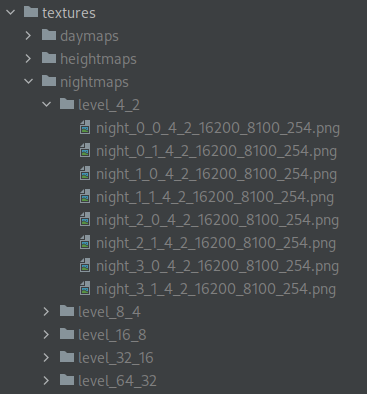 textures
daymaps
heightmaps
nightmaps
level_4_2
night_0_0_4_2_16200_8100_254.png
night_0_1_4_2_16200_8100_254.png
night_1_0_4_2_16200_8100_254.png
night_1_1_4_2_16200_8100_254.png
night_2_0_4_2_16200_8100_254.png
night_2_1_4_2_16200_8100_254.png
night_3_0_4_2_16200_8100_254.png
night_3_1_4_2_16200_8100_254.png
level_8_4
level_16_8
level_32_16
level_64_32